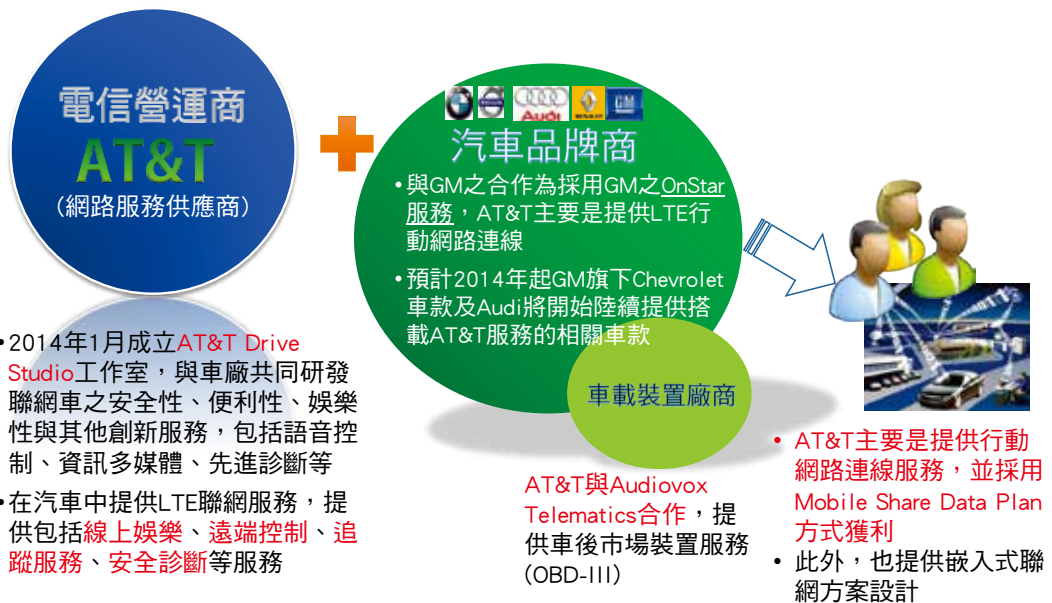 電信營運商
AT&T
(網路服務供應商)
Audi
GM
汽車品牌商
•與GM之合作為採用GM之OnStar
服務，AT&T主要是提供LTE行
動網路連線
•預計2014年起GM旗下Chevrolet
車款及Audi將開始陸續提供搭
載AT&T服務的相關車款
車載裝置廠商
•2014年1月成立AT&T Drive
Studio工作室，與車廠共同研發
聯網車之安全性、便利性、娛樂
性與其他創新服務，包括語音控
制、資訊多媒體、先進診斷等
•在汽車中提供LTE聯網服務，提
供包括線上娛樂、遠端控制、追
蹤服務、安全診斷等服務
AT&T與Audiovox
Telematics合作，提
供車後市場裝置服務
(OBD-III)
• AT&T主要是提供行動
網路連線服務，並採用
Mobile Share Data Plan
方式獲利
• 此外，也提供嵌入式聯
網方案設計